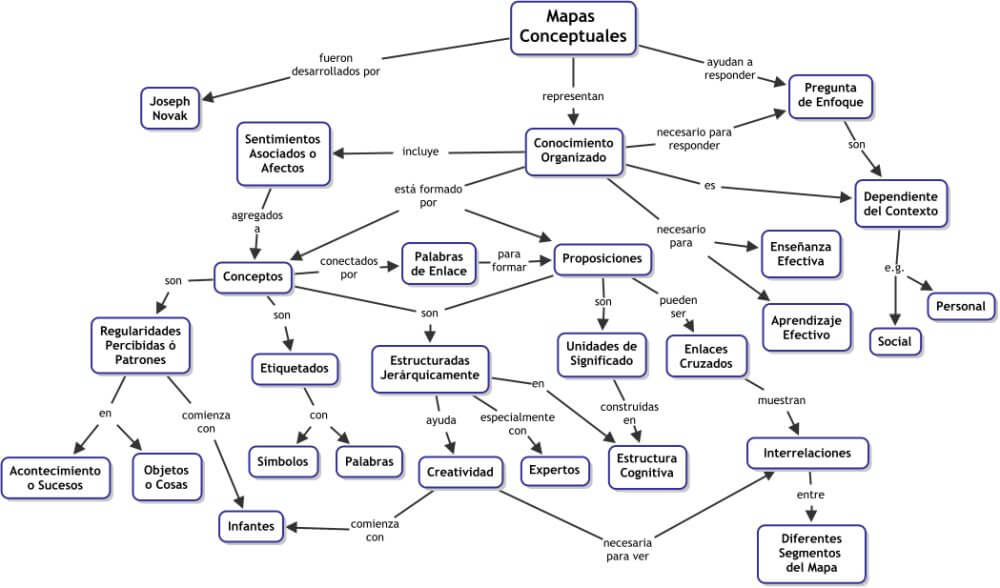 Mapas
Conceptuales
fueron
desarrollados por
ayudan a
responder
representan
Joseph
Novak
Pregunta
de Enfoque
Sentimientos
Asociados o
Afectos
incluye
Conocimiento
Organizado
necesario para
responder
son
es
Dependiente
del Contexto
está formado
por
agregados
a
necesario
para
Enseñanza
Efectiva
Conceptos
conectados
por
Palabras
de Enlace
para
formar
Proposiciones
e.g.
Personal
Social
son
son
son
son
pueden
ser
Aprendizaje
Efectivo
Regularidades
Percibidas ó
Patrones
Etiquetados
Estructuradas
Jerárquicamente
Unidades de
Significado
Enlaces
Cruzados
en
comienza
con
con
ayuda
especialmente
con
en
construidas
en
muestran
Acontecimiento
o Sucesos
Objetos
o Cosas
Símbolos
Palabras
Creatividad
Expertos
Estructura
Cognitiva
Interrelaciones
Infantes
comienza
con
necesaria
para ver
entre
Diferentes
Segmentos
del Mapa